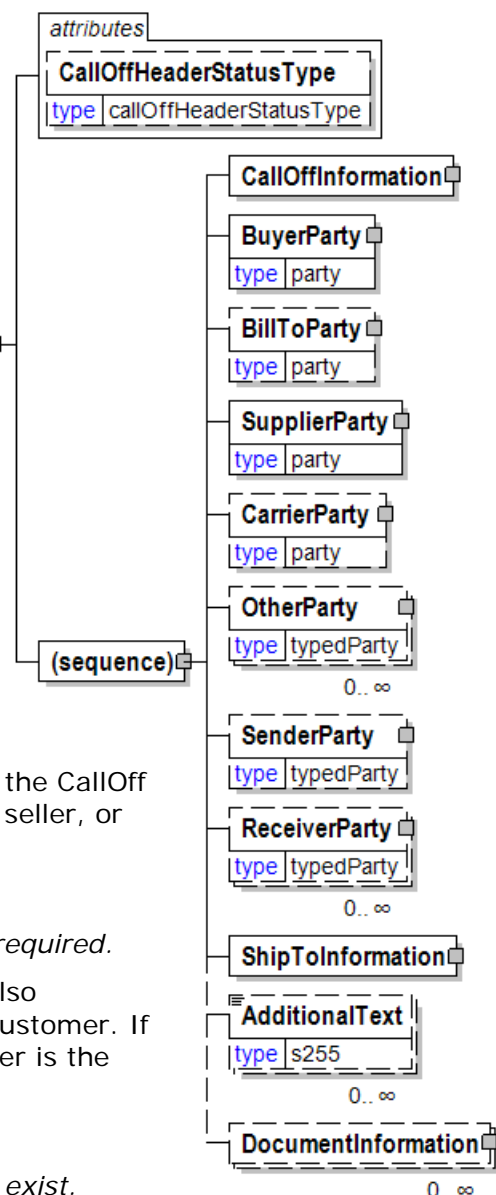 attributes
CallOffHeaderStatusType
type callOffHeaderStatusType
CallOffInformation
BuyerParty
type party
BillToParty
type party
SupplierParty
type party
CarrierParty
type party
OtherParty
type typedParty
0.. ∞
(sequence)
SenderParty
type typedParty
the CallOff
seller, or
ReceiverParty
type typedParty
0.. ∞
required.
ShipToInformation
lso
ustomer. If
er is the
AdditionalText
type s255
0.. ∞
DocumentInformation
exist.
0.. ∞